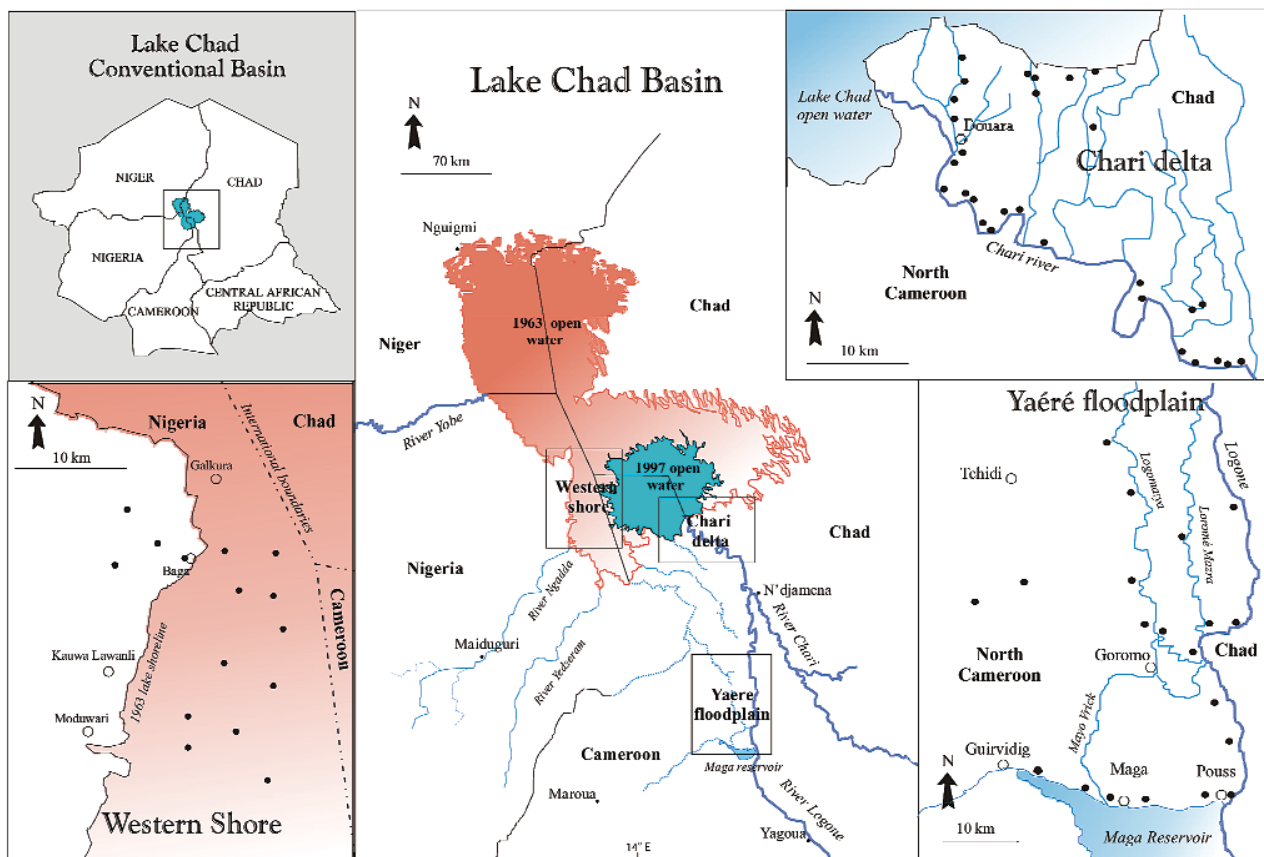 Lake Chad
Conventional Basin
NIGER
CHAD
NIGERIA
CENTRAL AFRICAN
REPUBLIC
CAMEROON
Lake Chad Basin
N
70 km
Nguigmi
Chad
1963 open
water
Niger
River Yobe
1997 open
water
Western
shore
Chari
delta
Chad
Nigeria
River Ngadda
N'djamena
River Chari
Maiduguri
River Yedseram
Yaere
floodplain
Cameroon
Maga reservoir
Maroua
River Logone
Yagoua
14° E
Lake Chad
open water
Chad
Douara
Chari delta
Chari river
North
Cameroon
N
10 km
N
Nigeria
Chad
International boundaries
10 km
Galkura
Baga
Cameroon
Kauwa Lawanli
1963 lake shoreline
Moduwari
Western Shore
Yaéré floodplain
Logone
Tchidi
Logomatya
Loromé Mazra
North
Cameroon
Goromo
Chad
Mayo Vrick
Guirvidig
N
Maga
Pouss
10 km
Maga Reservoir